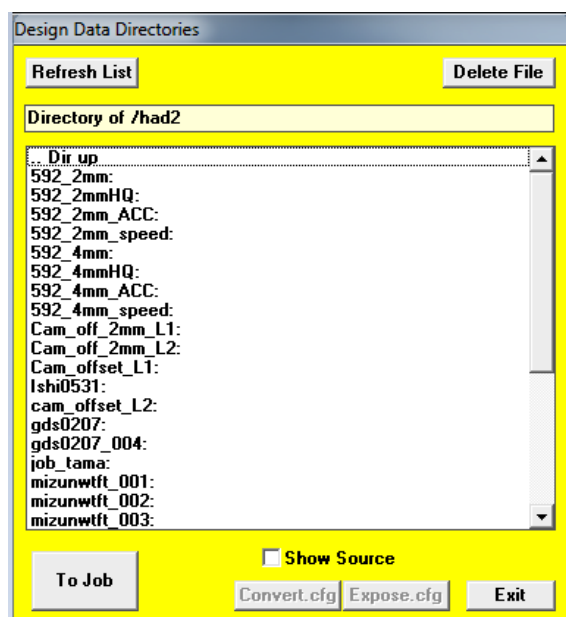 Design Data Directories
Refresh List Delete File
Directory of /had2
.. Dir up
592_2mm:
592_2mmHQ:
592_2mm_ACC:
592_2mm_speed:
592_4mm:
592_4mmHQ:
592_4mm_ACC:
592_4mm_speed:
Cam_off_2mm_L1:
Cam_off_2mm_L2:
Cam_offset_L1:
Ishi0531:
cam_offset_L2:
gds0207:
gds0207_004:
job_tama:
mizunwtft_001:
mizunwtft_002:
mizunwtft_003:
Show Source
To Job
Convert.cfg Expose.cfg Exit